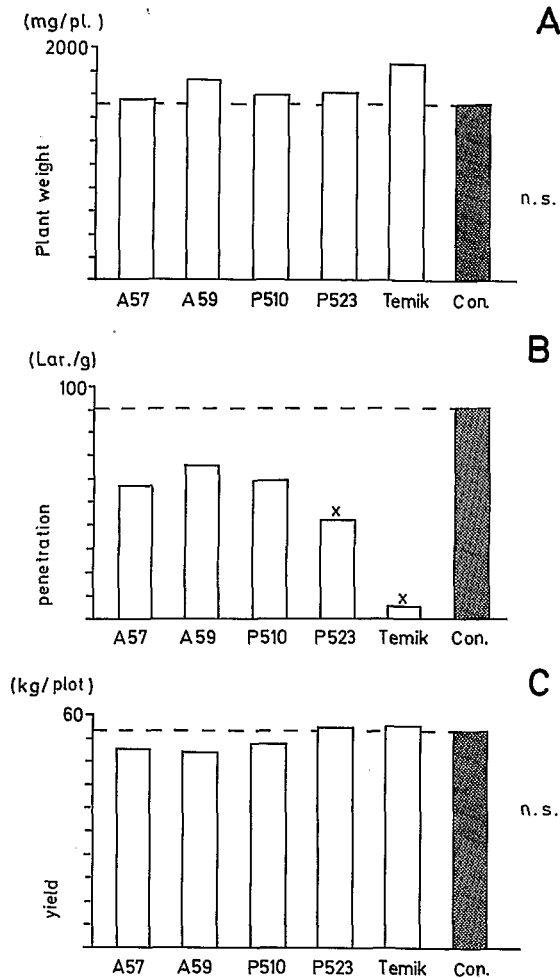 (mg/pl.)
A
2000
Plant weight
n.s.
A57 A59 P510 P523 Temik Con.
(Lar./g)
B
100
penetration
x
x
A57 A59 P510 P523 Temik Con.
(kg/plot)
C
60
yield
n.s.
A57 A59 P510 P523 Temik Con.